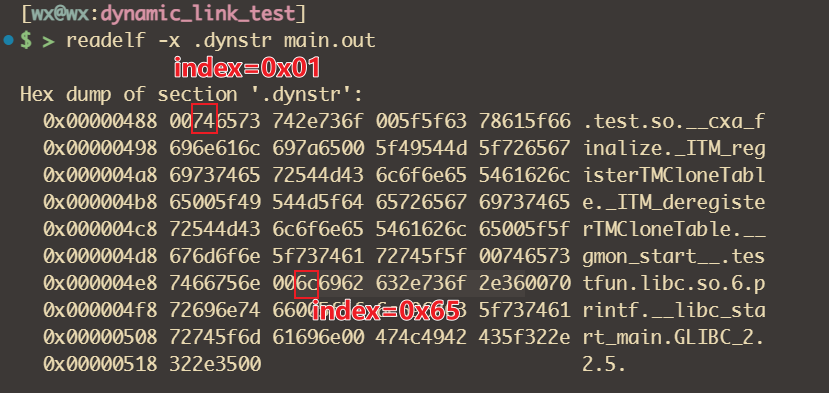 [wx@wx:dynamic_link_test]
$ > readelf -x .dynstr main.out
index=0x01
Hex dump of section '.dynstr':
0x00000488 00746573 742e736f 005f5f63 78615f66 .test.so.__cxa_f
0x00000498 696e616c 697a6500 5f49544d 5f726567 inalize._ITM_reg
0x000004a8 69737465 72544d43 6c6f6e65 5461626c isterTMCloneTabl
0x000004b8 65005f49 544d5f64 65726567 69737465 e._ITM_deregiste
0x000004c8 72544d43 6c6f6e65 5461626c 65005f5f rTMCloneTable.__
0x000004d8 676d6f6e 5f737461 72745f5f 00746573 gmon_start__.tes
0x000004e8 7466756e 006c6962 632e736f 2e360070 tfun.libc.so.6.p
0x000004f8 72696e74 5f737461 rintf.__libc_sta
index=0x65
0x00000508 72745f6d 61696e00 474c4942 435f322e rt_main.GLIBC_2.
0x00000518 322e3500 2.5.